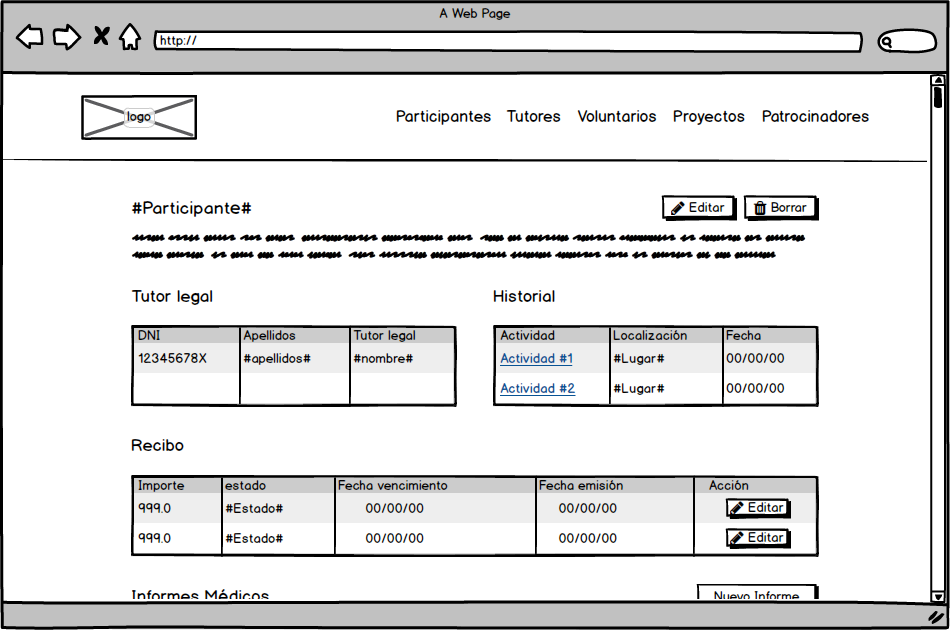 A Web Page
http://
logo
Participantes Tutores Voluntarios Proyectos Patrocinadores
#Participante#
Editar Borrar
Tutor legal
DNI Apellidos Tutor legal
12345678X #apellidos# #nombre#
Historial
Actividad Localización Fecha
Actividad #1 #Lugar# 00/00/00
Actividad #2 #Lugar# 00/00/00
Recibo
Importe estado Fecha vencimiento Fecha emisión Acción
999.0 #Estado# 00/00/00 00/00/00 Editar
999.0 #Estado# 00/00/00 00/00/00 Editar
Informes Médicos Nuevo Informe